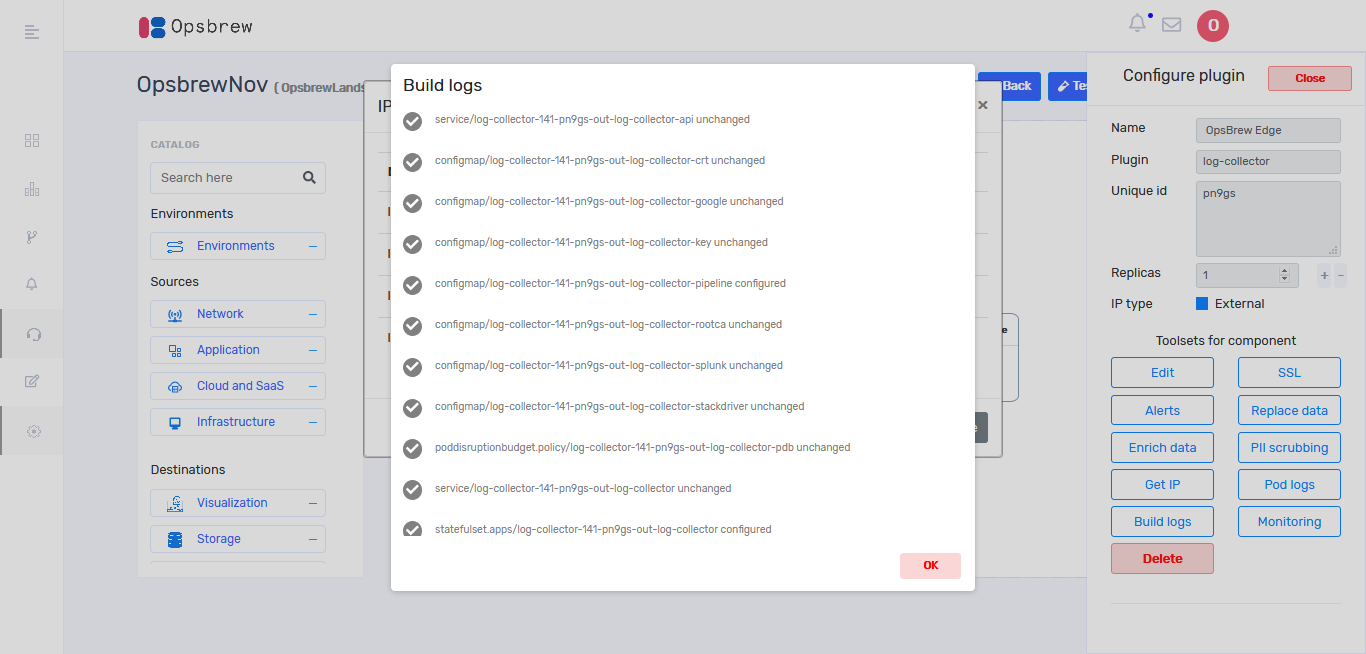 Opsbrew
O
OpsbrewNov ( OpsbrewLands
IP
×
Back
Tes
CATALOG
Search here
Environments
Environments
Sources
Network
Application
Cloud and SaaS
Infrastructure
Destinations
Visualization
Storage
Build logs
service/log-collector-141-pn9gs-out-log-collector-api unchanged
configmap/log-collector-141-pn9gs-out-log-collector-crt unchanged
configmap/log-collector-141-pn9gs-out-log-collector-google unchanged
configmap/log-collector-141-pn9gs-out-log-collector-key unchanged
configmap/log-collector-141-pn9gs-out-log-collector-pipeline configured
configmap/log-collector-141-pn9gs-out-log-collector-rootca unchanged
configmap/log-collector-141-pn9gs-out-log-collector-splunk unchanged
configmap/log-collector-141-pn9gs-out-log-collector-stackdriver unchanged
poddisruptionbudget.policy/log-collector-141-pn9gs-out-log-collector-pdb unchanged
service/log-collector-141-pn9gs-out-log-collector unchanged
statefulset.apps/log-collector-141-pn9gs-out-log-collector configured
OK
Configure plugin
Close
Name
OpsBrew Edge
Plugin
log-collector
Unique id
pn9gs
Replicas
1
+ −
IP type
External
Toolsets for component
Edit
SSL
Alerts
Replace data
Enrich data
PII scrubbing
Get IP
Pod logs
Build logs
Monitoring
Delete